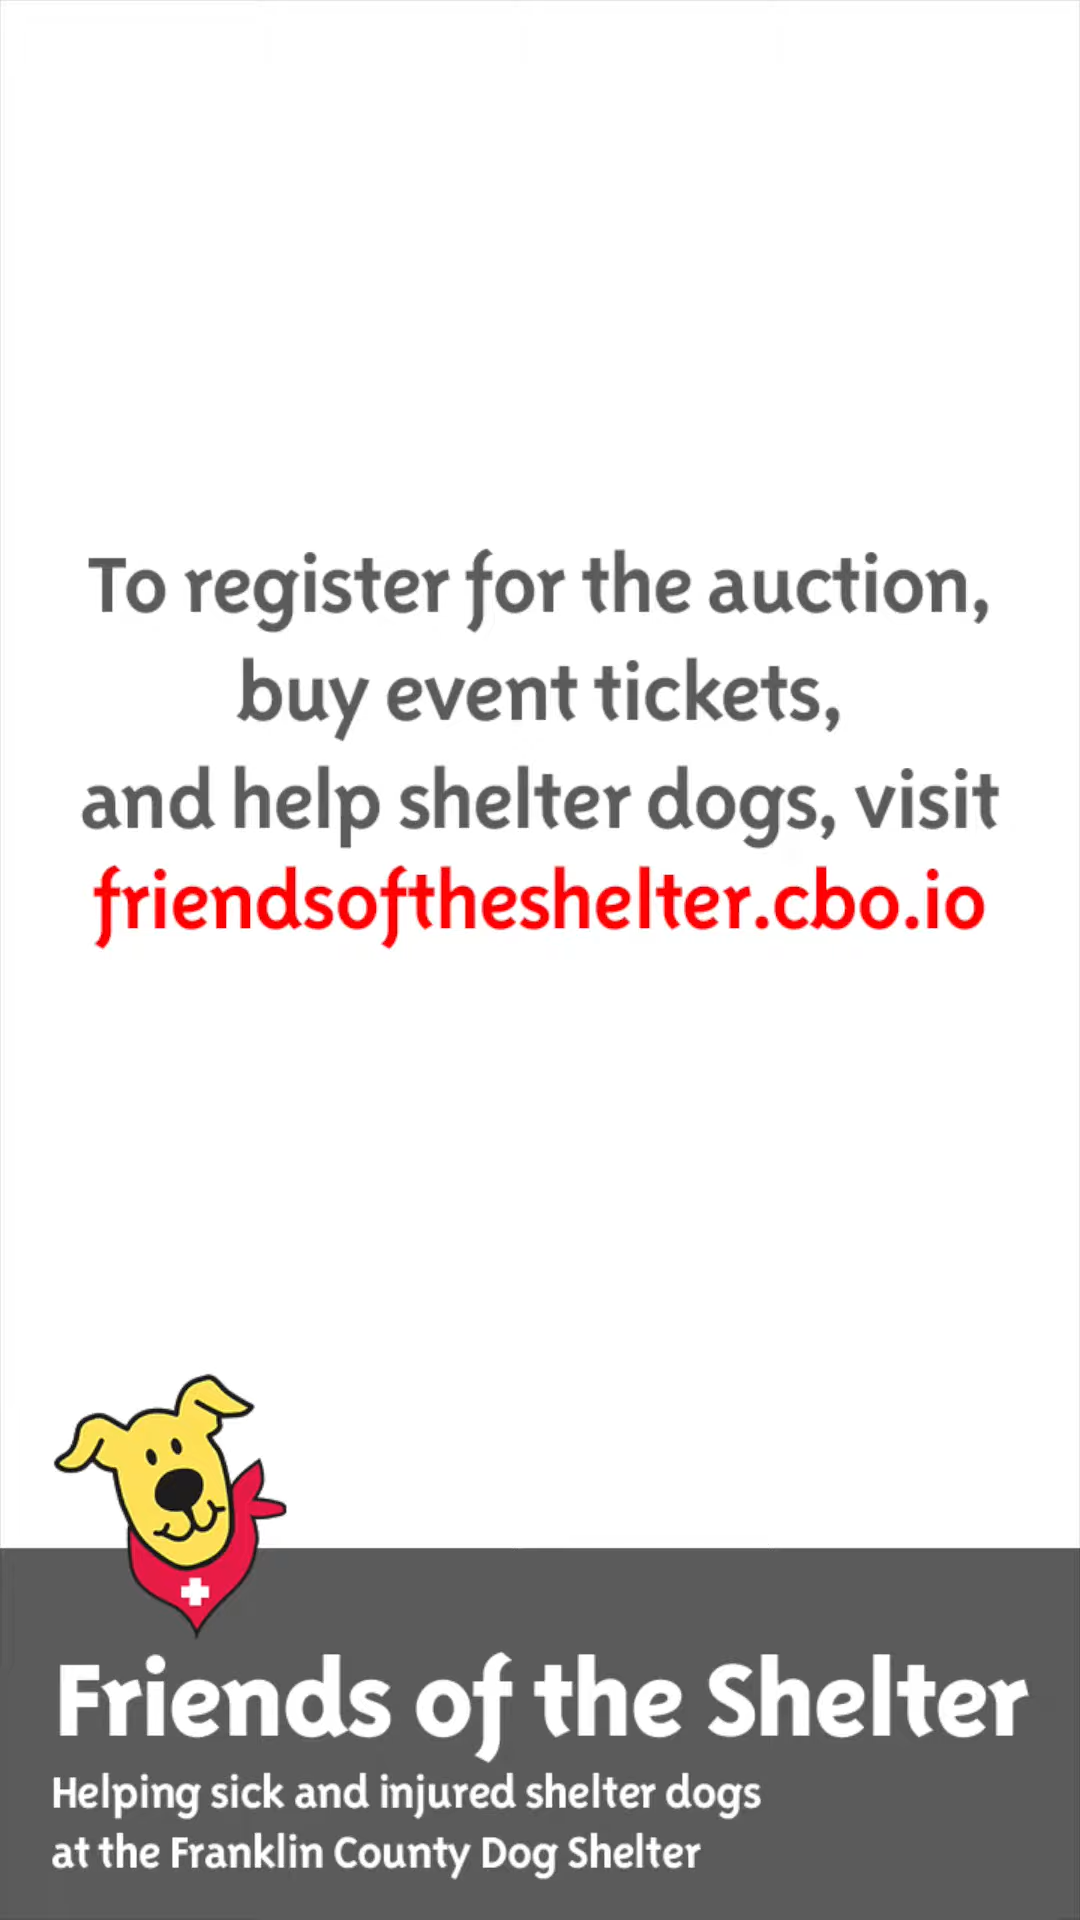 To register for the auction,
buy event tickets,
and help shelter dogs, visit
friendsoftheshelter.cbo.io
Friends of the Shelter
Helping sick and injured shelter dogs
at the Franklin County Dog Shelter